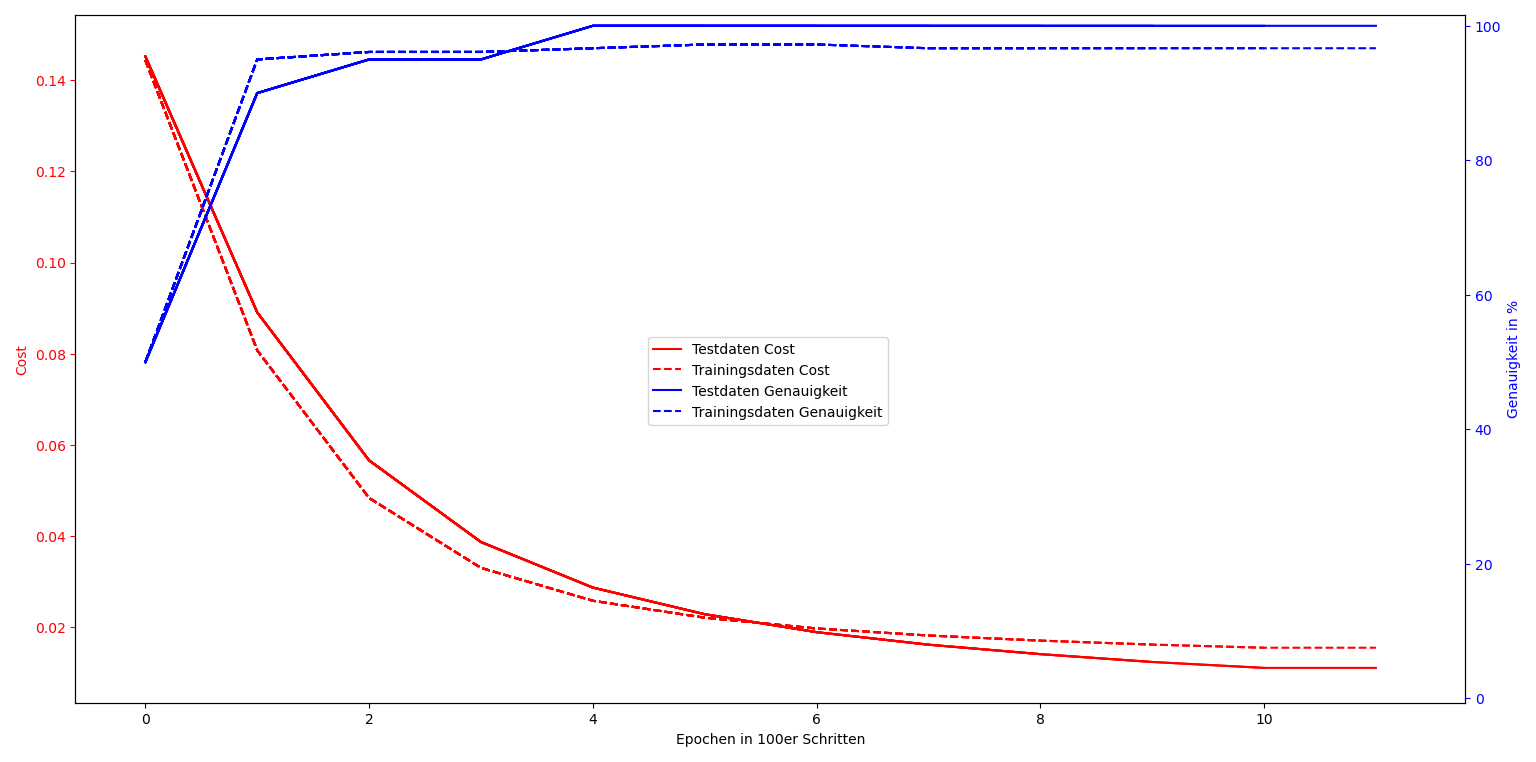 0.14
0.12
0.10
0.08
0.06
0.04
0.02
Cost
100
80
60
40
20
0
Genauigkeit in %
Testdaten Cost
Trainingsdaten Cost
Testdaten Genauigkeit
Trainingsdaten Genauigkeit
0 2 4 6 8 10
Epochen in 100er Schritten